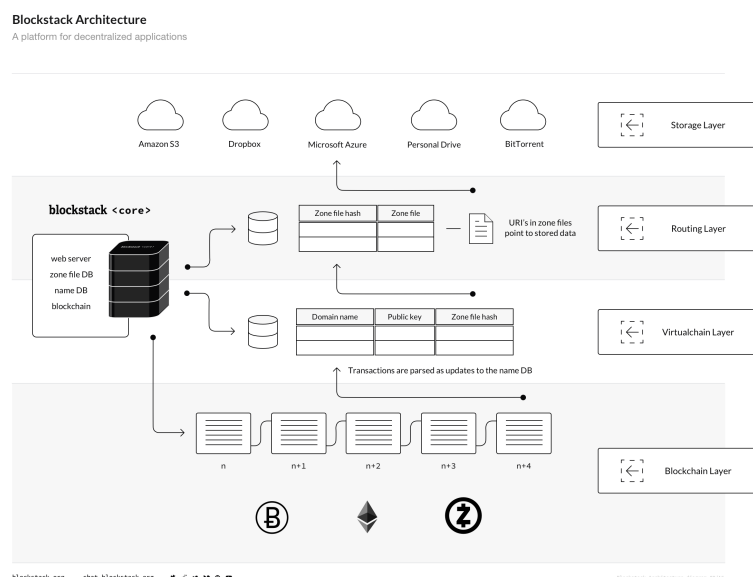 Blockstack Architecture
A platform for decentralized applications
Amazon S3
Dropbox
Microsoft Azure
Personal Drive
BitTorrent
Storage Layer
blockstack <core>
web server
zone file DB
name DB
blockchain
Zone file hash
Zone file
URI's in zone files
point to stored data
Routing Layer
Domain name
Public key
Zone file hash
Virtualchain Layer
Transactions are parsed as updates to the name DB
n
n+1
n+2
n+3
n+4
Blockchain Layer